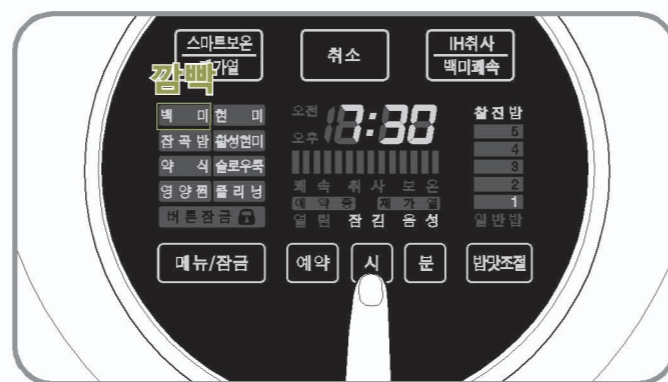 스마트보온
재가열
취소
IH취사
백미쾌속
깜빡
백 미 현 미
잡곡밥 활성현미
약 식 슬로우쿡
영양찜 클리닝
버튼잠금
오전
오후
7:30
쾌속 취사 보온
예약중 재가열
열림 잠김 음성
찰진밥
5
4
3
2
1
일반밥
메뉴/잠금
예약
시
분
밥맛조절